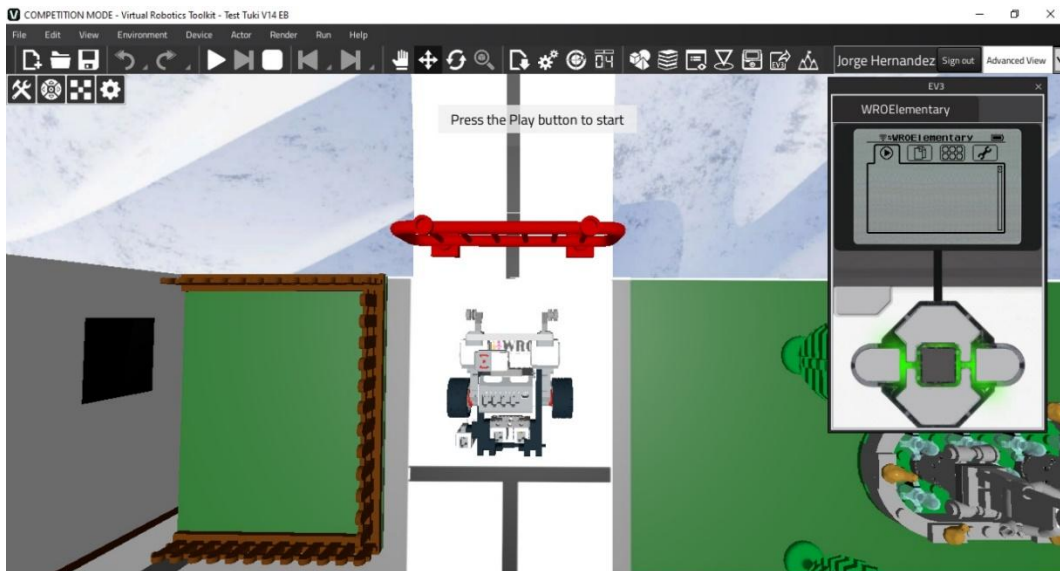 COMPETITION MODE - Virtual Robotics Toolkit - Test Tuki V14 EB
File Edit View Environment Device Actor Render Run Help
Jorge Hernandez Sign out Advanced View
EV3
WROElementary
Press the Play button to start
WROElementary
WRO